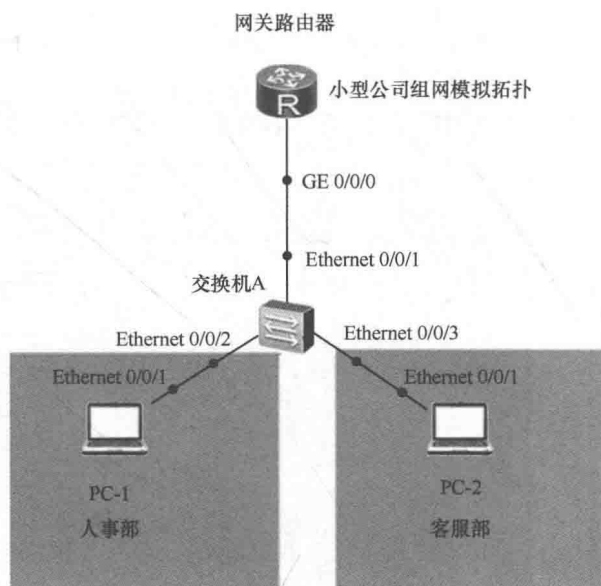 网关路由器
小型公司组网模拟拓扑
R
GE 0/0/0
Ethernet 0/0/1
交换机A
Ethernet 0/0/2
Ethernet 0/0/3
Ethernet 0/0/1
Ethernet 0/0/1
PC-1
PC-2
人事部
客服部